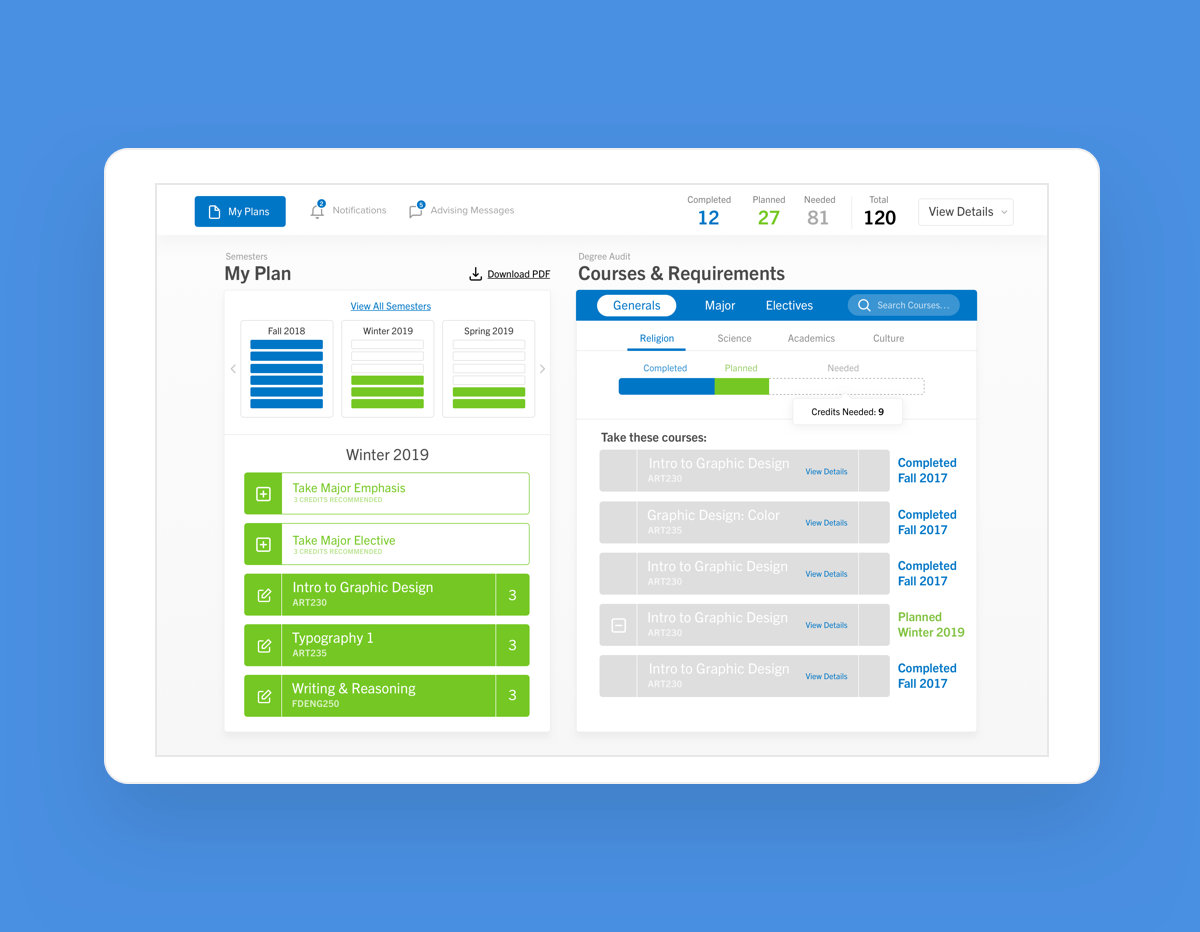 My Plans
2
Notifications
5
Advising Messages
Completed
12
Planned
27
Needed
81
Total
120
View Details
Semesters
My Plan
Download PDF
View All Semesters
Fall 2018
Winter 2019
Spring 2019
Winter 2019
Take Major Emphasis
3 CREDITS RECOMMENDED
Take Major Elective
3 CREDITS RECOMMENDED
Intro to Graphic Design
ART230
3
Typography 1
ART235
3
Writing & Reasoning
FDENG250
3
Degree Audit
Courses & Requirements
Generals
Major
Electives
Search Courses...
Religion
Science
Academics
Culture
Completed
Planned
Needed
Credits Needed: 9
Take these courses:
Intro to Graphic Design
ART230
View Details
Completed
Fall 2017
Graphic Design: Color
ART235
View Details
Completed
Fall 2017
Intro to Graphic Design
ART230
View Details
Completed
Fall 2017
Intro to Graphic Design
ART230
View Details
Planned
Winter 2019
Intro to Graphic Design
ART230
View Details
Completed
Fall 2017